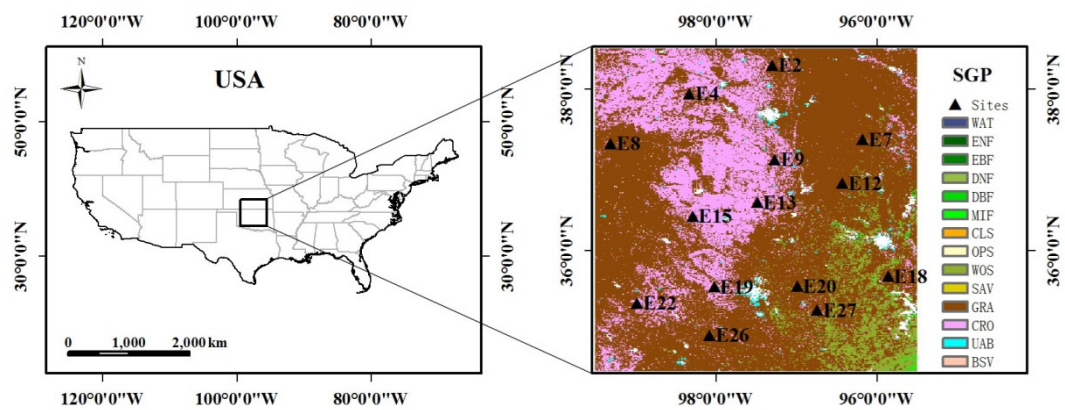 120°0'0"W 100°0'0"W 80°0'0"W
98°0'0"W 96°0'0"W
N
USA
50°0'0"N
30°0'0"N
50°0'0"N
30°0'0"N
0 1,000 2,000 km
120°0'0"W 100°0'0"W 80°0'0"W
38°0'0"N
36°0'0"N
E2
E4
E8
E7
E9
E12
E13
E15
E18
E19
E20
E22
E27
E26
98°0'0"W 96°0'0"W
SGP
Sites
WAT
ENF
EBF
DNF
DBF
MIF
CLS
OPS
WOS
SAV
GRA
CRO
UAB
BSV
38°0'0"N
36°0'0"N